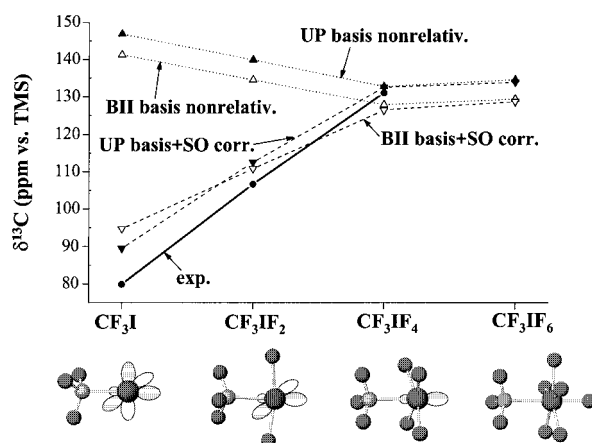 150
140
130
120
110
100
90
80
δ¹³C (ppm vs. TMS)
UP basis nonrelativ.
BII basis nonrelativ.
UP basis+SO corr.
BII basis+SO corr.
exp.
CF₃I CF₃IF₂ CF₃IF₄ CF₃IF₆